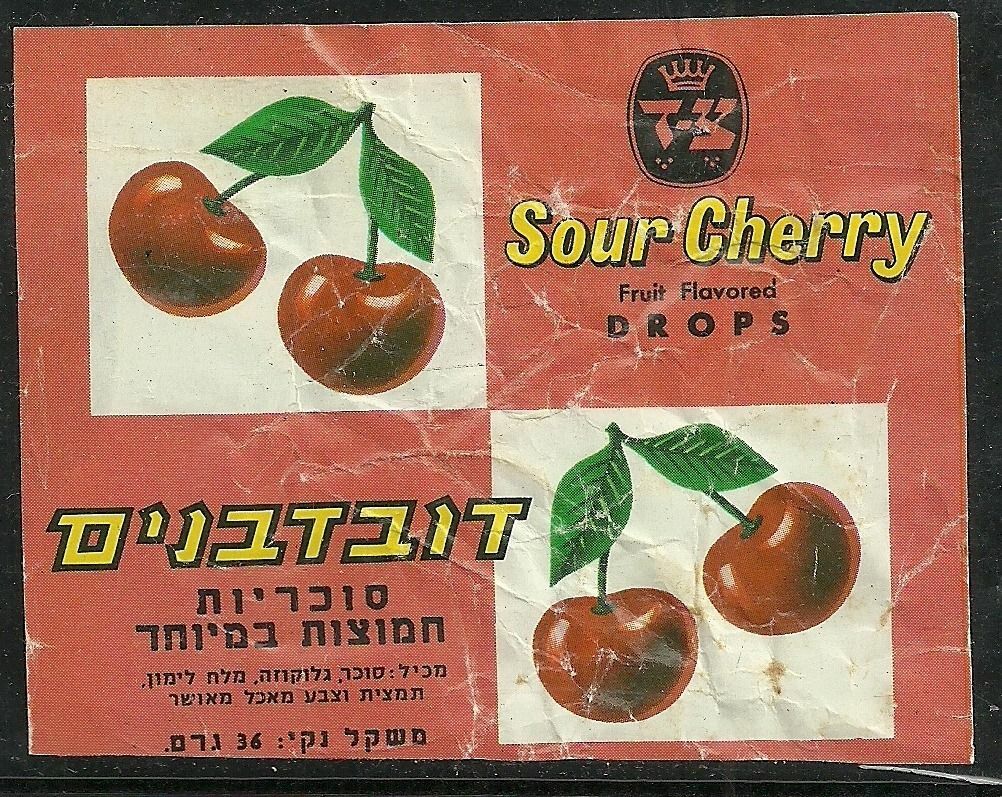 צ-ד
Sour Cherry
Fruit Flavored
DROPS
דובדבנים
סוכריות
חמוצות במיוחד
מכיל: סוכר, גלוקוזה, מלח לימון,
תמצית וצבע מאכל מאושר
משקל נקי: 36 גרם.